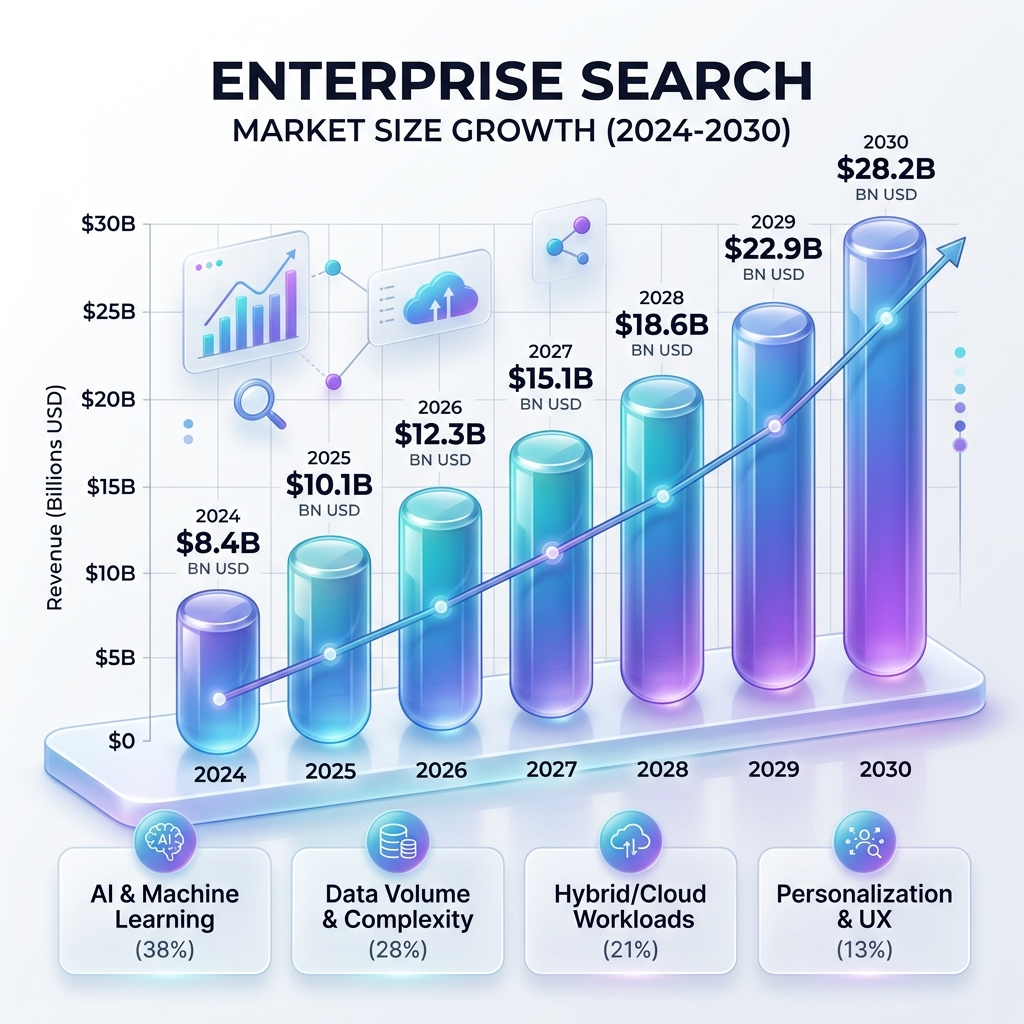 ENTERPRISE SEARCH
MARKET SIZE GROWTH (2024-2030)
Revenue (Billions USD)
$30B
$25B
$20B
$15B
$10B
$5B
$0
2024
$8.4B
BN USD
2025
$10.1B
BN USD
2026
$12.3B
BN USD
2027
$15.1B
BN USD
2028
$18.6B
BN USD
2029
$22.9B
BN USD
2030
$28.2B
BN USD
2024
2025
2026
2027
2028
2029
2030
AI
AI & Machine
Learning
(38%)
Data Volume
& Complexity
(28%)
Hybrid/Cloud
Workloads
(21%)
Personalization
& UX
(13%)